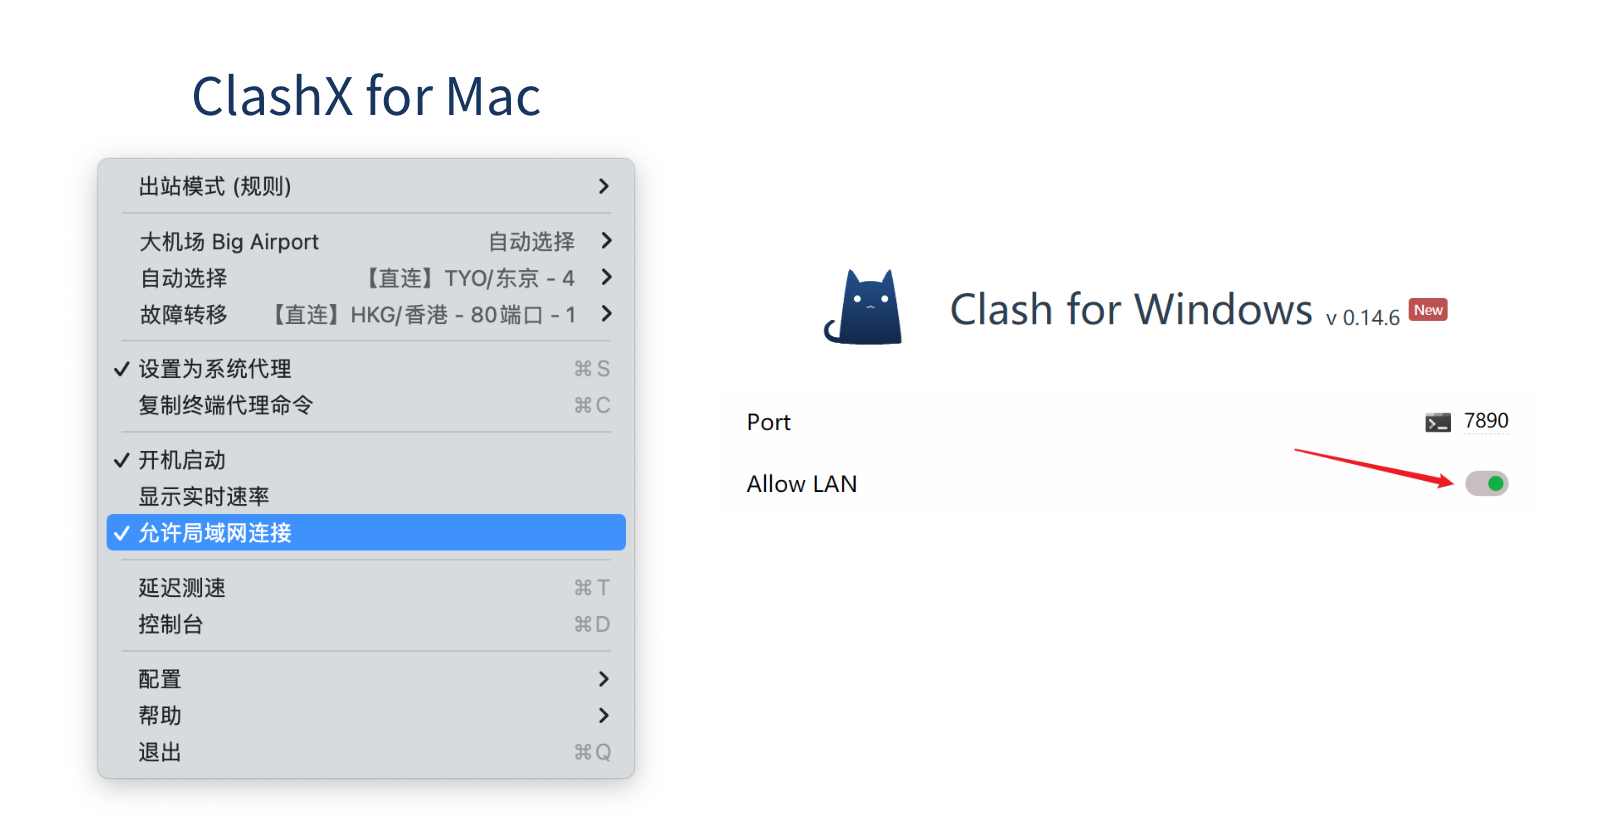 ClashX for Mac
出站模式 (规则)
大机场 Big Airport 自动选择
自动选择 【直连】TYO/东京 - 4
故障转移 【直连】HKG/香港 - 80端口 - 1
设置为系统代理 ⌘S
复制终端代理命令 ⌘C
开机启动
显示实时速率
允许局域网连接
延迟测速 ⌘T
控制台 ⌘D
配置
帮助
退出 ⌘Q
Clash for Windows v 0.14.6 New
Port 7890
Allow LAN